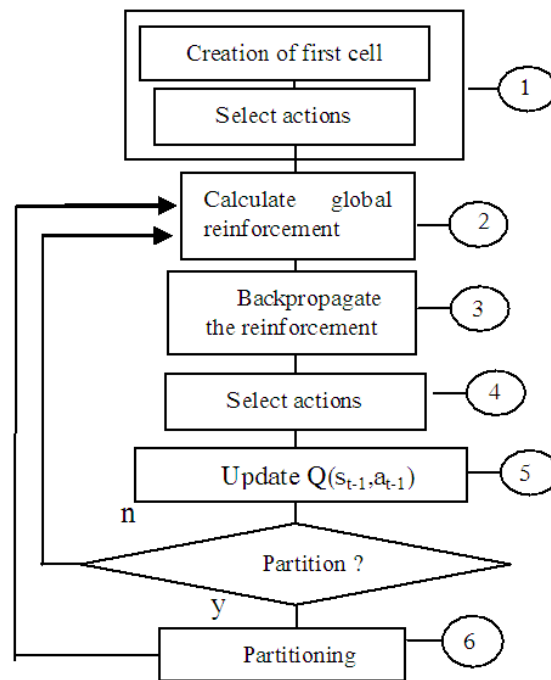 Creation of first cell
1
Select actions
Calculate global
reinforcement
2
Backpropagate
the reinforcement
3
Select actions
4
Update Q(sₜ₋₁,aₜ₋₁)
5
n
Partition ?
y
Partitioning
6